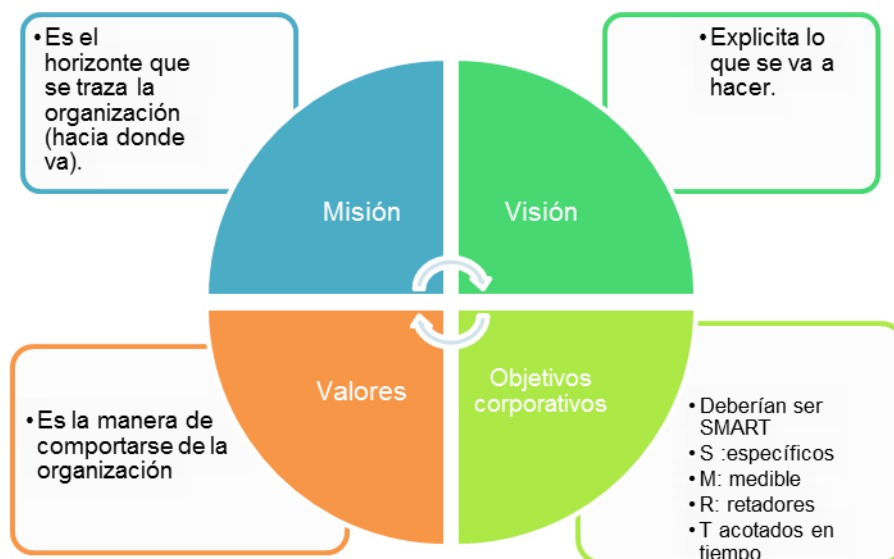 • Es el
horizonte que
se traza la
organización
(hacia donde
va).
• Explicita lo
que se va a
hacer.
Misión
Visión
Valores
Objetivos
corporativos
• Es la manera de
comportarse de la
organización
• Deberían ser
SMART
• S :específicos
• M: medible
• R: retadores
• T acotados en
tiempo